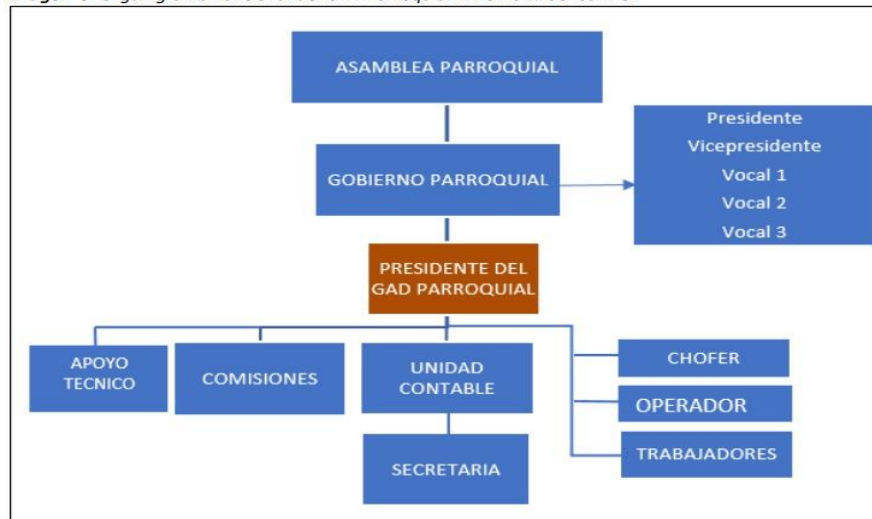 ASAMBLEA PARROQUIAL
GOBIERNO PARROQUIAL
Presidente
Vicepresidente
Vocal 1
Vocal 2
Vocal 3
PRESIDENTE DEL
GAD PARROQUIAL
APOYO
TECNICO
COMISIONES
UNIDAD
CONTABLE
SECRETARIA
CHOFER
OPERADOR
TRABAJADORES